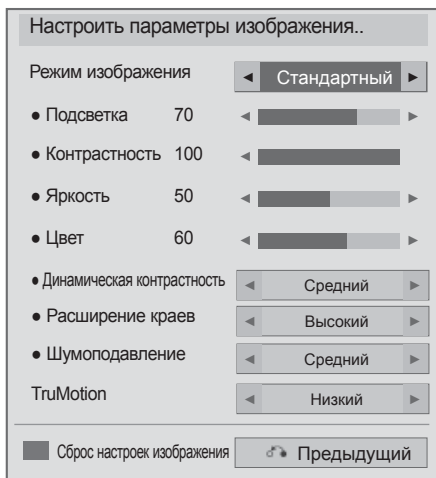 Настроить параметры изображения..
Режим изображения ◄ Стандартный ►
● Подсветка 70 ◄ ►
● Контрастность 100 ◄
● Яркость 50 ◄ ►
● Цвет 60 ◄ ►
● Динамическая контрастность ◄ Средний ►
● Расширение краев ◄ Высокий ►
● Шумоподавление ◄ Средний ►
TruMotion ◄ Низкий ►
Сброс настроек изображения Предыдущий